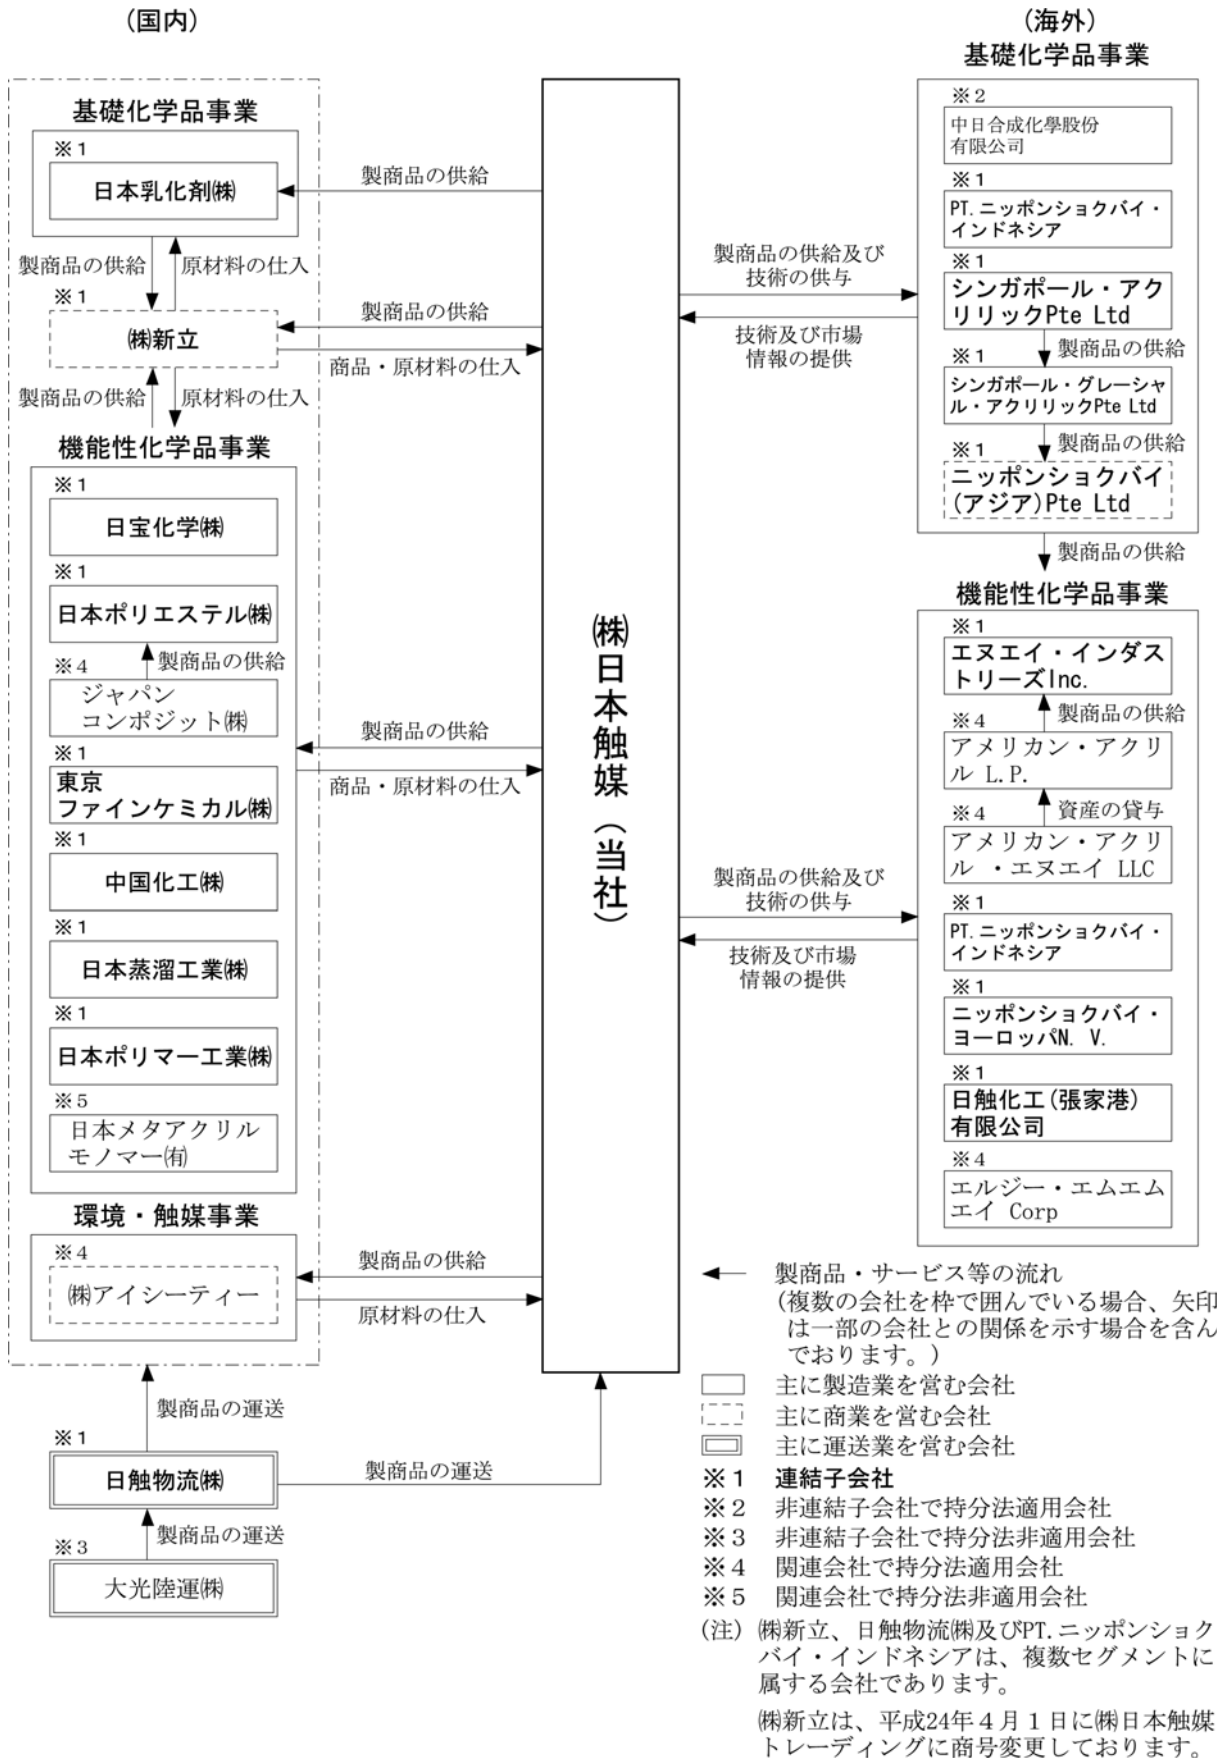 (国内)
基礎化学品事業
※1
日本乳化剤㈱
製商品の供給
製商品の供給
原材料の仕入
※1
㈱新立
製商品の供給
商品・原材料の仕入
製商品の供給
原材料の仕入
機能性化学品事業
※1
日宝化学㈱
※1
日本ポリエステル㈱
※4
製商品の供給
ジャパン
コンポジット㈱
※1
東京
ファインケミカル㈱
製商品の供給
商品・原材料の仕入
※1
中国化工㈱
※1
日本蒸溜工業㈱
※1
日本ポリマー工業㈱
※5
日本メタアクリル
モノマー㈲
環境・触媒事業
※4
㈱アイシーティー
製商品の供給
原材料の仕入
製商品の運送
※1
日触物流㈱
製商品の運送
製商品の運送
※3
大光陸運㈱
㈱日本触媒（当社）
(海外)
基礎化学品事業
※2
中日合成化學股份
有限公司
※1
PT.ニッポンショクバイ・
インドネシア
製商品の供給及び
技術の供与
技術及び市場
情報の提供
※1
シンガポール・アク
リリックPte Ltd
製商品の供給
※1
シンガポール・グレーシャ
ル・アクリリックPte Ltd
製商品の供給
※1
ニッポンショクバイ
(アジア)Pte Ltd
製商品の供給
機能性化学品事業
※1
エヌエイ・インダス
トリーズInc.
製商品の供給
※4
アメリカン・アクリ
ル L.P.
資産の貸与
※4
アメリカン・アクリ
ル ・エヌエイ LLC
製商品の供給及び
技術の供与
技術及び市場
情報の提供
※1
PT.ニッポンショクバイ・
インドネシア
※1
ニッポンショクバイ・
ヨーロッパN. V.
※1
日触化工(張家港)
有限公司
※4
エルジー・エムエム
エイ Corp
製商品・サービス等の流れ
(複数の会社を枠で囲んでいる場合、矢印
は一部の会社との関係を示す場合を含ん
でおります。)
主に製造業を営む会社
主に商業を営む会社
主に運送業を営む会社
※1 連結子会社
※2 非連結子会社で持分法適用会社
※3 非連結子会社で持分法非適用会社
※4 関連会社で持分法適用会社
※5 関連会社で持分法非適用会社
(注) ㈱新立、日触物流㈱及びPT.ニッポンショク
バイ・インドネシアは、複数セグメントに
属する会社であります。
㈱新立は、平成24年4月1日に㈱日本触媒
トレーディングに商号変更しております。